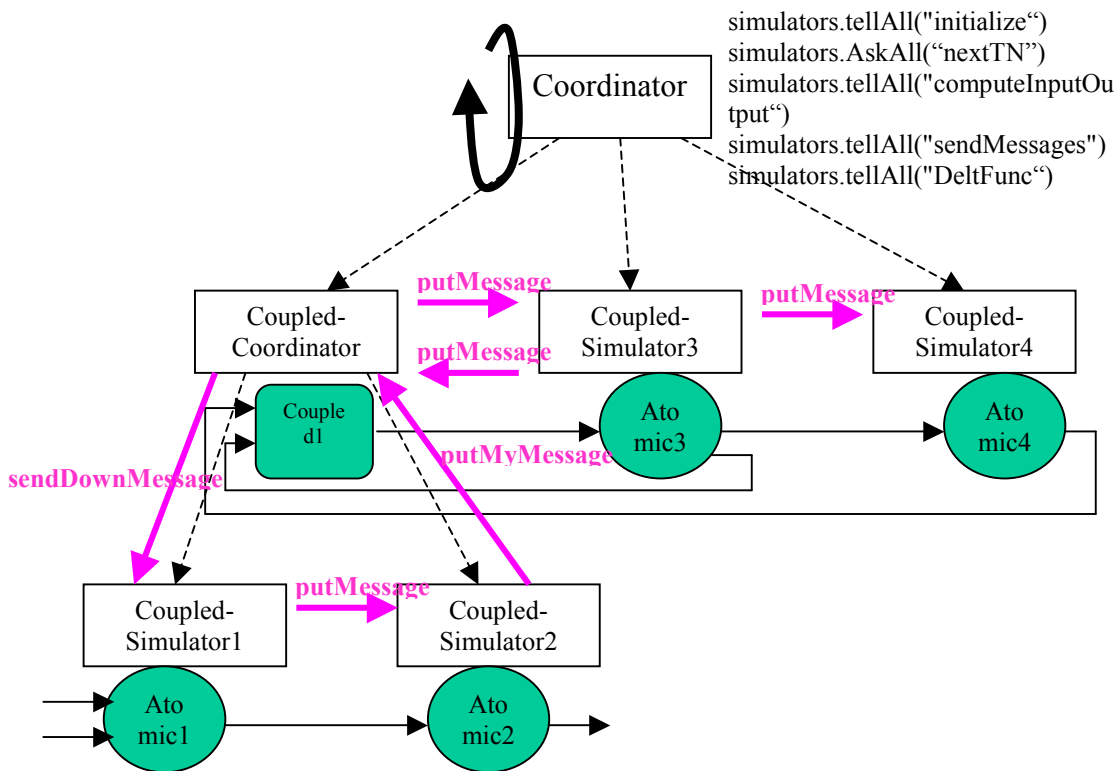 simulators.tellAll("initialize“)
simulators.AskAll(“nextTN”)
simulators.tellAll("computeInputOu
tput“)
simulators.tellAll("sendMessages")
simulators.tellAll("DeltFunc“)
Coordinator
putMessage
putMessage
Coupled-
Coordinator
Coupled-
Simulator3
Coupled-
Simulator4
putMessage
Couple
d1
Ato
mic3
Ato
mic4
putMyMessage
sendDownMessage
putMessage
Coupled-
Simulator1
Coupled-
Simulator2
Ato
mic1
Ato
mic2